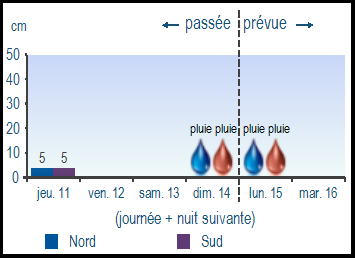 passée prévue
cm
50
40
30
20
10
0
pluie pluie pluie pluie
5 5
jeu. 11 ven. 12 sam. 13 dim. 14 lun. 15 mar. 16
(journée + nuit suivante)
Nord Sud